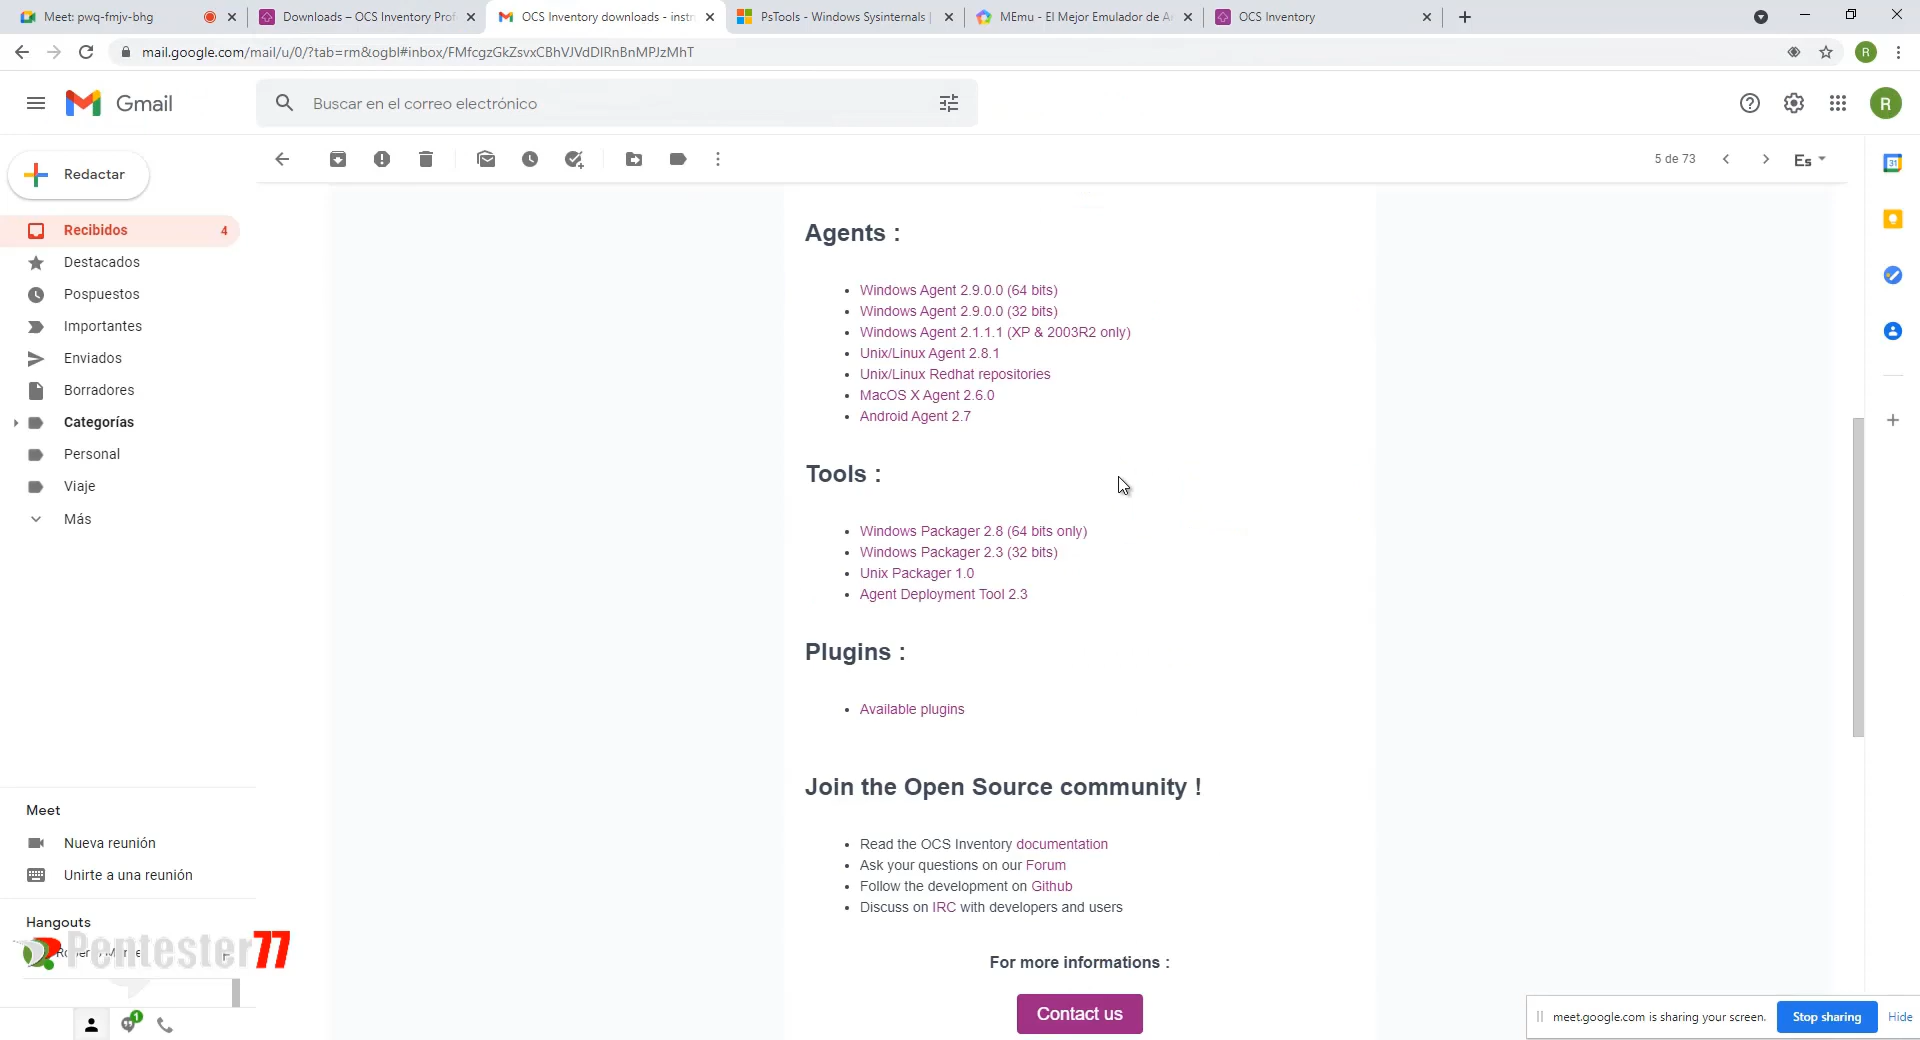 Meet: pwq-fmjv-bhg
Downloads – OCS Inventory Prof
OCS Inventory downloads - instr
PsTools - Windows Sysinternals |
MEmu - El Mejor Emulador de A
OCS Inventory
mail.google.com/mail/u/0/?tab=rm&ogbl#inbox/FMfcgzGkZsvxCBhVJVdDIRnBnMPJzMhT
R
Gmail
Buscar en el correo electrónico
R
Redactar
5 de 73
Es
31
Recibidos 4
Destacados
Pospuestos
Importantes
Enviados
Borradores
Categorías
Personal
Viaje
Más
Agents :
Windows Agent 2.9.0.0 (64 bits)
Windows Agent 2.9.0.0 (32 bits)
Windows Agent 2.1.1.1 (XP & 2003R2 only)
Unix/Linux Agent 2.8.1
Unix/Linux Redhat repositories
MacOS X Agent 2.6.0
Android Agent 2.7
Tools :
Windows Packager 2.8 (64 bits only)
Windows Packager 2.3 (32 bits)
Unix Packager 1.0
Agent Deployment Tool 2.3
Plugins :
Available plugins
Join the Open Source community !
Read the OCS Inventory documentation
Ask your questions on our Forum
Follow the development on Github
Discuss on IRC with developers and users
For more informations :
Contact us
Meet
Nueva reunión
Unirte a una reunión
Hangouts
Pentester77
1
meet.google.com is sharing your screen.
Stop sharing
Hide